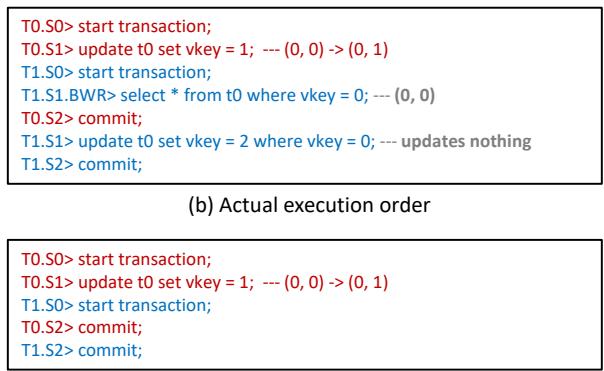 T0.S0> start transaction;
T0.S1> update t0 set vkey = 1;  --- (0, 0) -> (0, 1)
T1.S0> start transaction;
T1.S1.BWR> select * from t0 where vkey = 0; --- (0, 0)
T0.S2> commit;
T1.S1> update t0 set vkey = 2 where vkey = 0; --- updates nothing
T1.S2> commit;
(b) Actual execution order
T0.S0> start transaction;
T0.S1> update t0 set vkey = 1;  --- (0, 0) -> (0, 1)
T1.S0> start transaction;
T0.S2> commit;
T1.S2> commit;